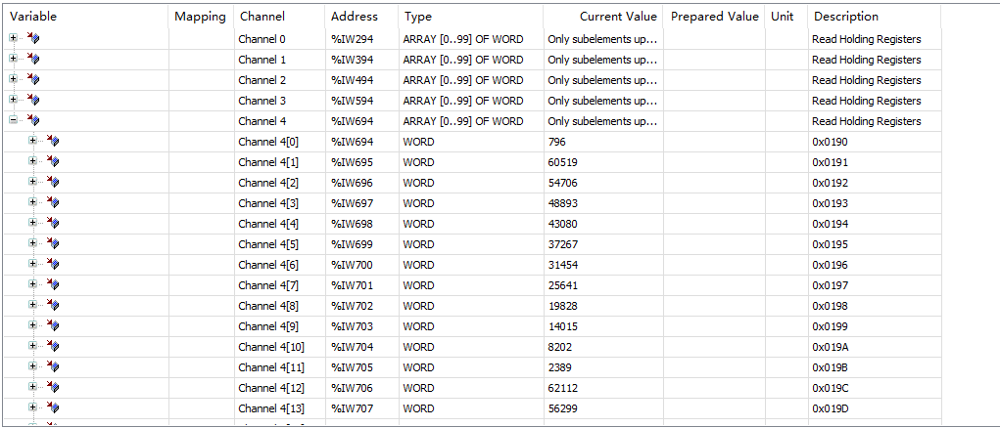 Variable Mapping Channel Address Type Current Value Prepared Value Unit Description
Channel 0 %IW294 ARRAY [0..99] OF WORD Only subelements up... Read Holding Registers
Channel 1 %IW394 ARRAY [0..99] OF WORD Only subelements up... Read Holding Registers
Channel 2 %IW494 ARRAY [0..99] OF WORD Only subelements up... Read Holding Registers
Channel 3 %IW594 ARRAY [0..99] OF WORD Only subelements up... Read Holding Registers
Channel 4 %IW694 ARRAY [0..99] OF WORD Only subelements up... Read Holding Registers
Channel 4[0] %IW694 WORD 796 0x0190
Channel 4[1] %IW695 WORD 60519 0x0191
Channel 4[2] %IW696 WORD 54706 0x0192
Channel 4[3] %IW697 WORD 48893 0x0193
Channel 4[4] %IW698 WORD 43080 0x0194
Channel 4[5] %IW699 WORD 37267 0x0195
Channel 4[6] %IW700 WORD 31454 0x0196
Channel 4[7] %IW701 WORD 25641 0x0197
Channel 4[8] %IW702 WORD 19828 0x0198
Channel 4[9] %IW703 WORD 14015 0x0199
Channel 4[10] %IW704 WORD 8202 0x019A
Channel 4[11] %IW705 WORD 2389 0x019B
Channel 4[12] %IW706 WORD 62112 0x019C
Channel 4[13] %IW707 WORD 56299 0x019D